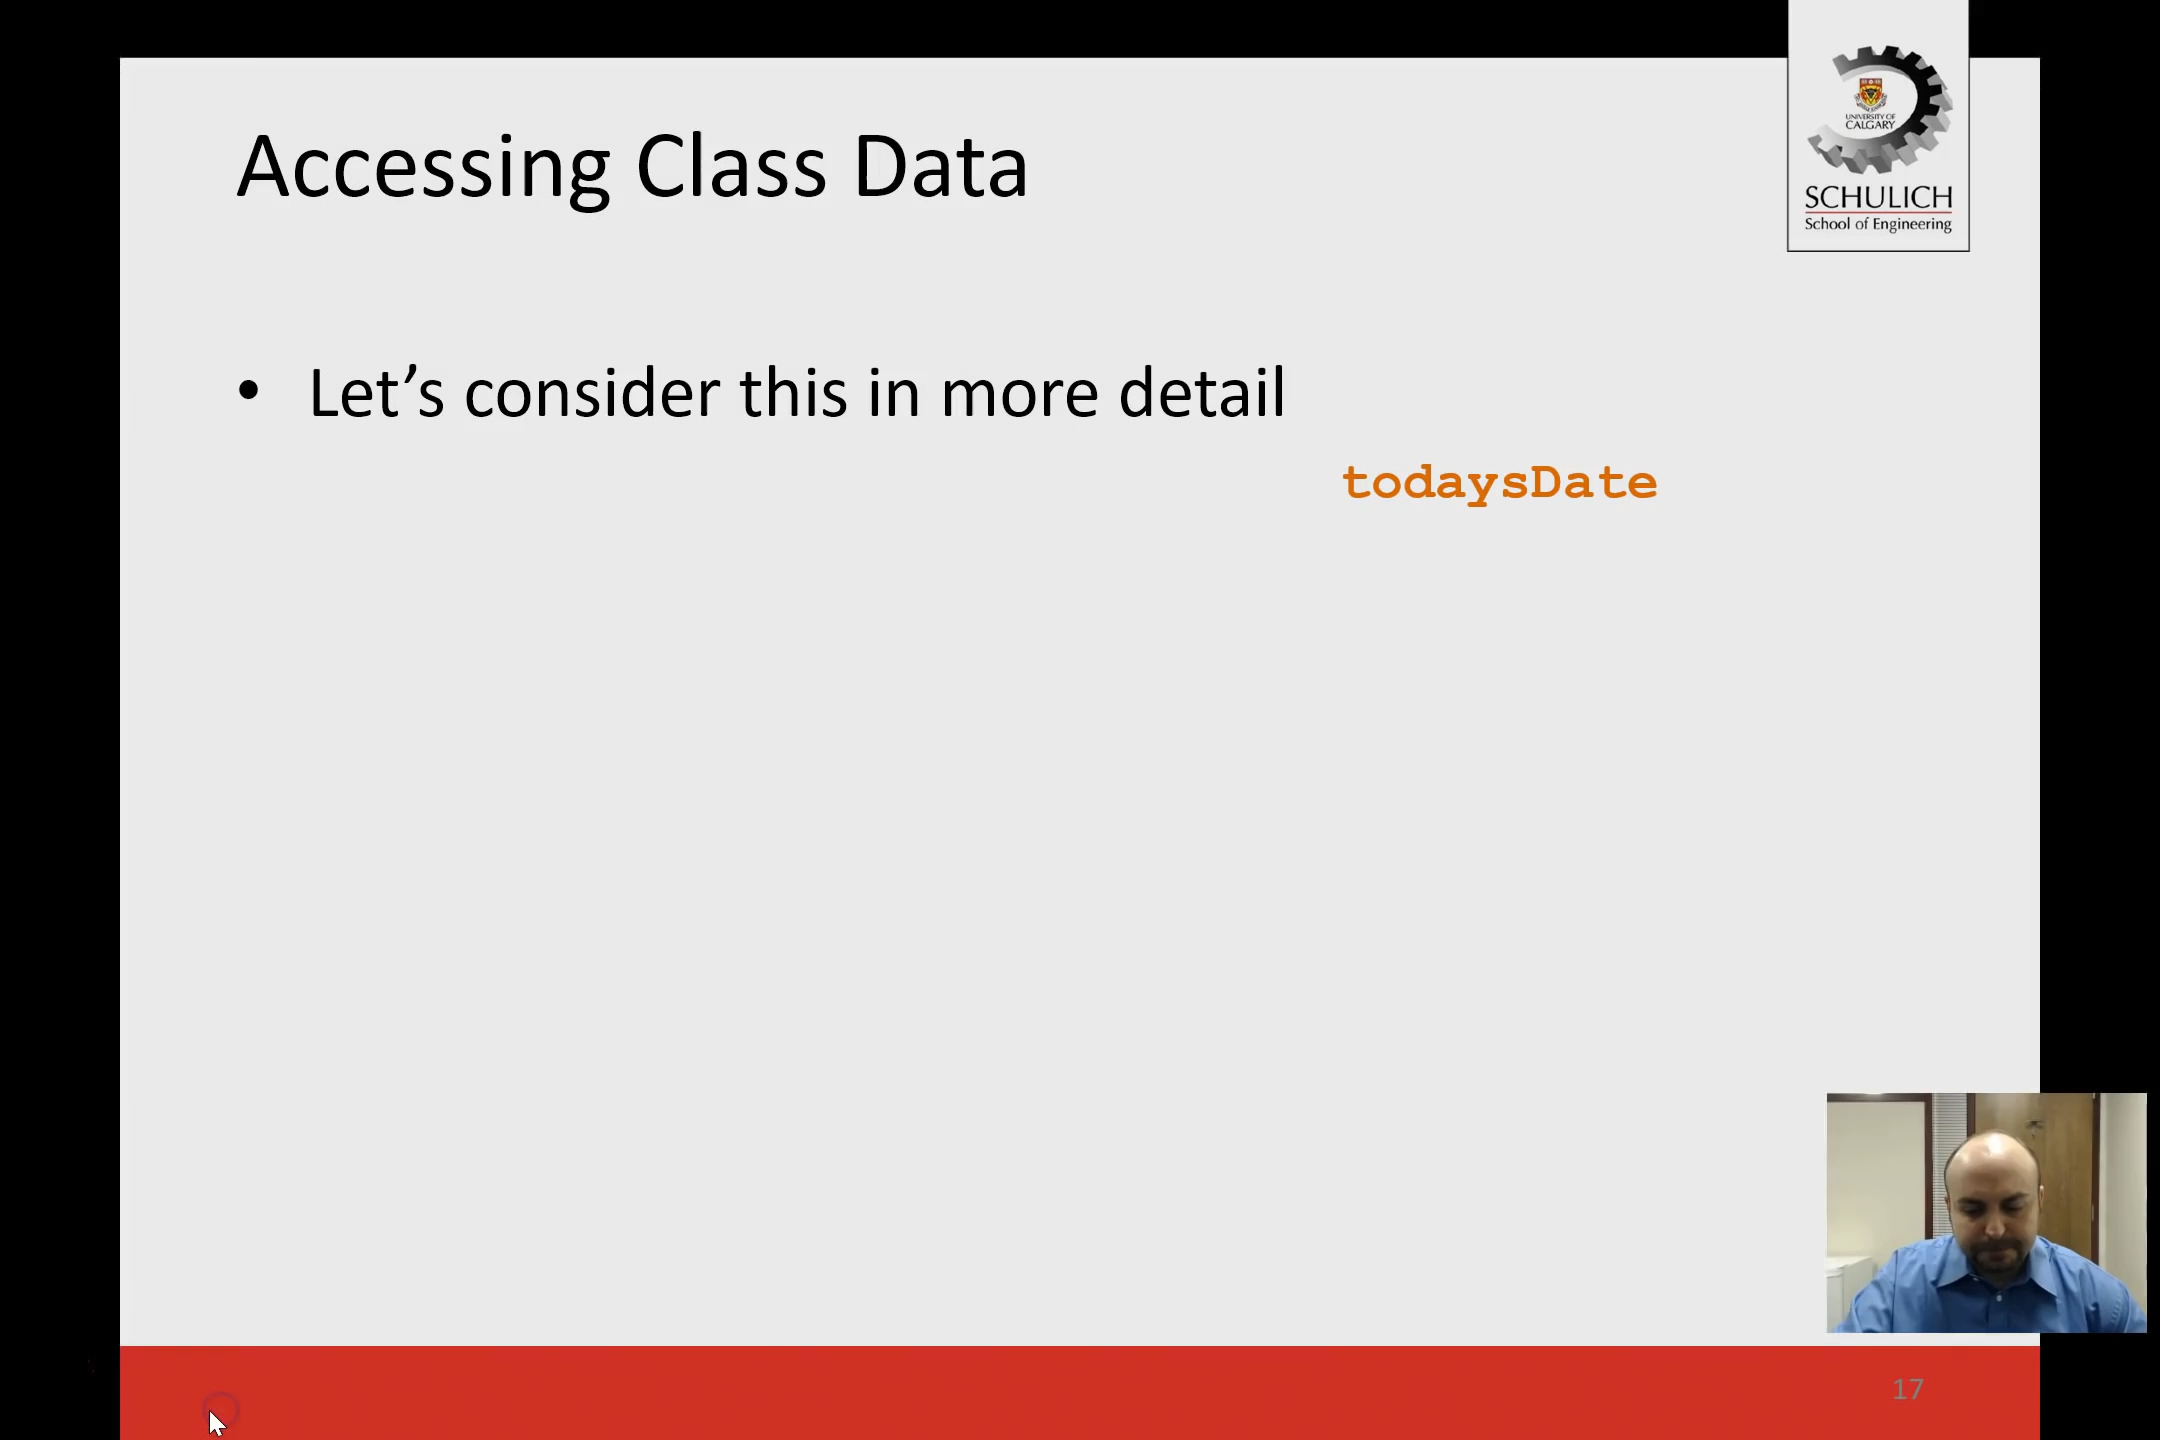 Accessing Class Data
UNIVERSITY OF
CALGARY
SCHULICH
School of Engineering
• Let’s consider this in more detail
todaysDate
17